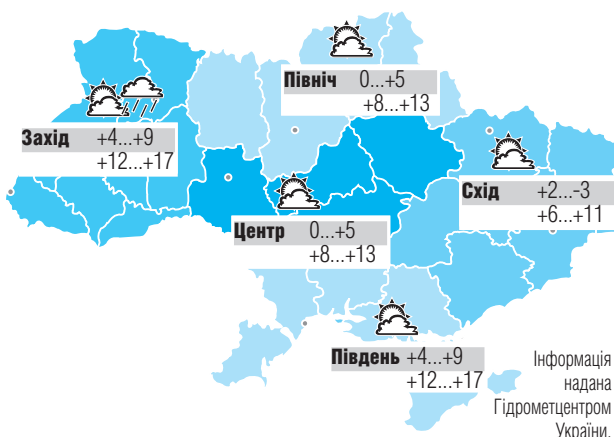 Північ 0...+5
+8...+13
Захід +4...+9
+12...+17
Схід +2...-3
+6...+11
Центр 0...+5
+8...+13
Південь +4...+9
+12...+17
Інформація
надана
Гідрометцентром
України.